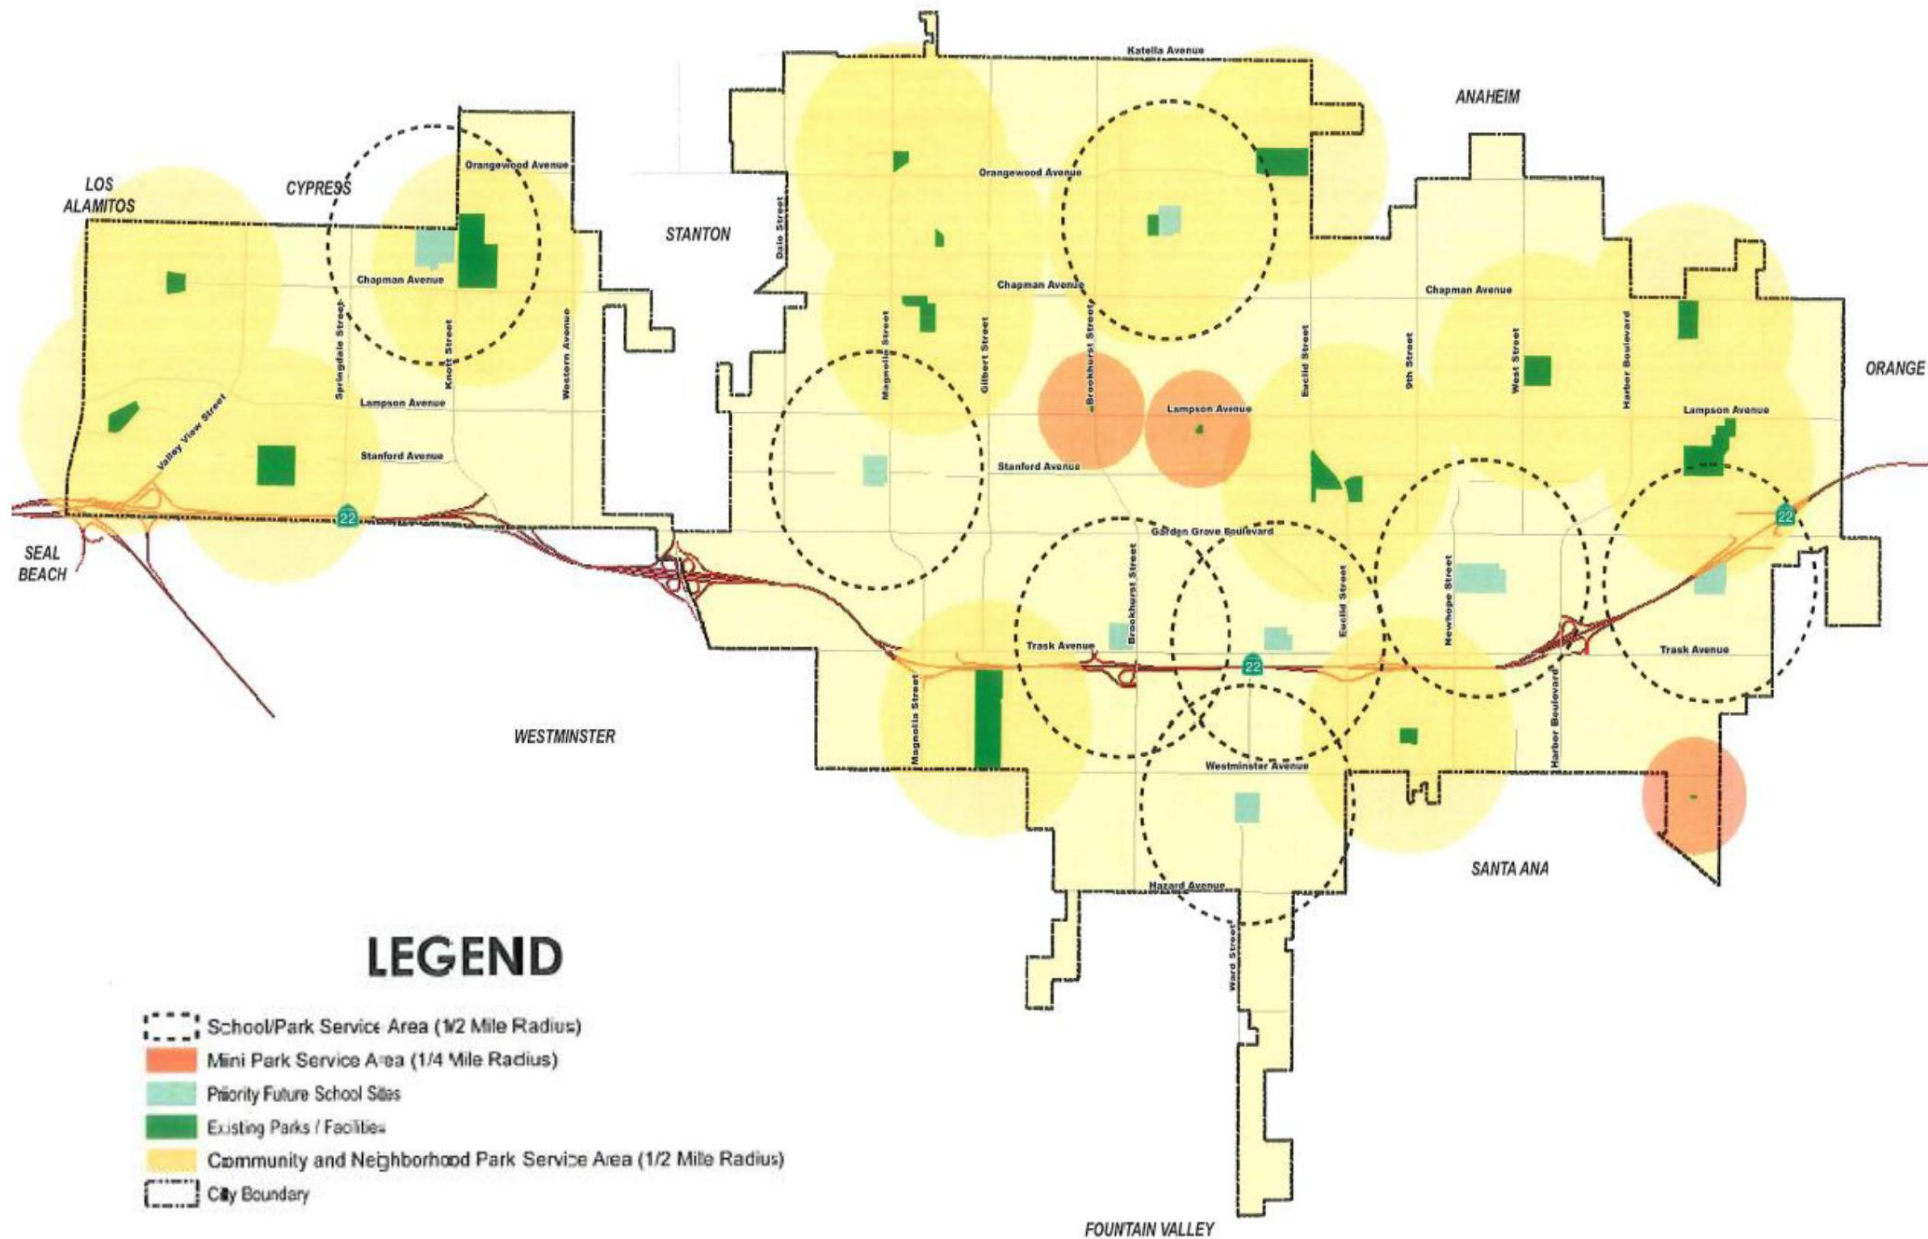 Katella Avenue
ANAHEIM
Orangewood Avenue
LOS
ALAMITOS
CYPRESS
Orangewood Avenue
STANTON
Dale Street
Chapman Avenue
Chapman Avenue
Chapman Avenue
Springdale Street
Knott Street
Western Avenue
Magnolia Street
Gilbert Street
Brookhurst Street
Euclid Street
9th Street
West Street
Harbor Boulevard
ORANGE
Lampson Avenue
Lampson Avenue
Lampson Avenue
Valley View Street
Stanford Avenue
Stanford Avenue
22
22
Garden Grove Boulevard
SEAL
BEACH
Brookhurst Street
Euclid Street
Newhope Street
Trask Avenue
Trask Avenue
22
Magnolia Street
Harbor Boulevard
WESTMINSTER
Westminster Avenue
SANTA ANA
Hazard Avenue
Ward Street
LEGEND
School/Park Service Area (1/2 Mile Radius)
Mini Park Service Area (1/4 Mile Radius)
Priority Future School Sites
Existing Parks / Facilities
Community and Neighborhood Park Service Area (1/2 Mile Radius)
City Boundary
FOUNTAIN VALLEY